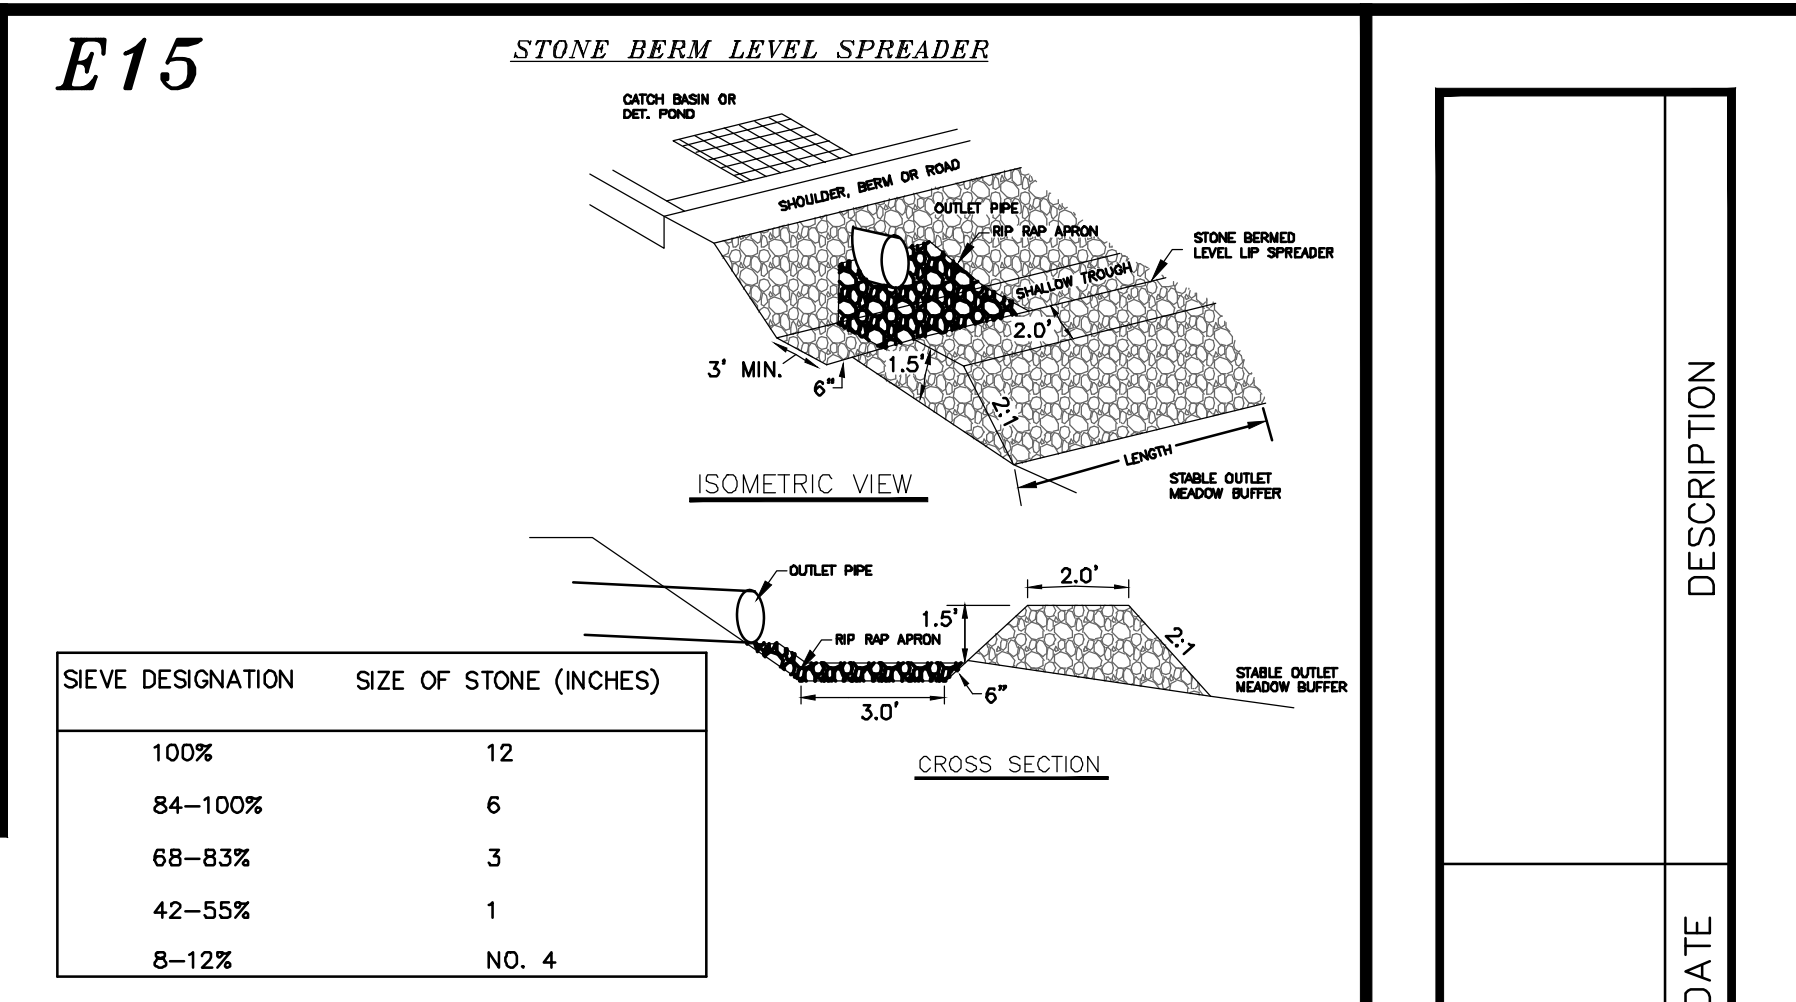 E15
STONE BERM LEVEL SPREADER
CATCH BASIN OR
DET. POND
SHOULDER, BERM OR ROAD
OUTLET PIPE
RIP RAP APRON
STONE BERMED
LEVEL LIP SPREADER
SHALLOW TROUGH
2.0'
1.5'
3' MIN.
6"
2:1
LENGTH
STABLE OUTLET
MEADOW BUFFER
ISOMETRIC VIEW
OUTLET PIPE
2.0'
1.5'
RIP RAP APRON
2:1
STABLE OUTLET
MEADOW BUFFER
6"
3.0'
CROSS SECTION
SIEVE DESIGNATION SIZE OF STONE (INCHES)
100% 12
84-100% 6
68-83% 3
42-55% 1
8-12% NO. 4
DESCRIPTION
DATE